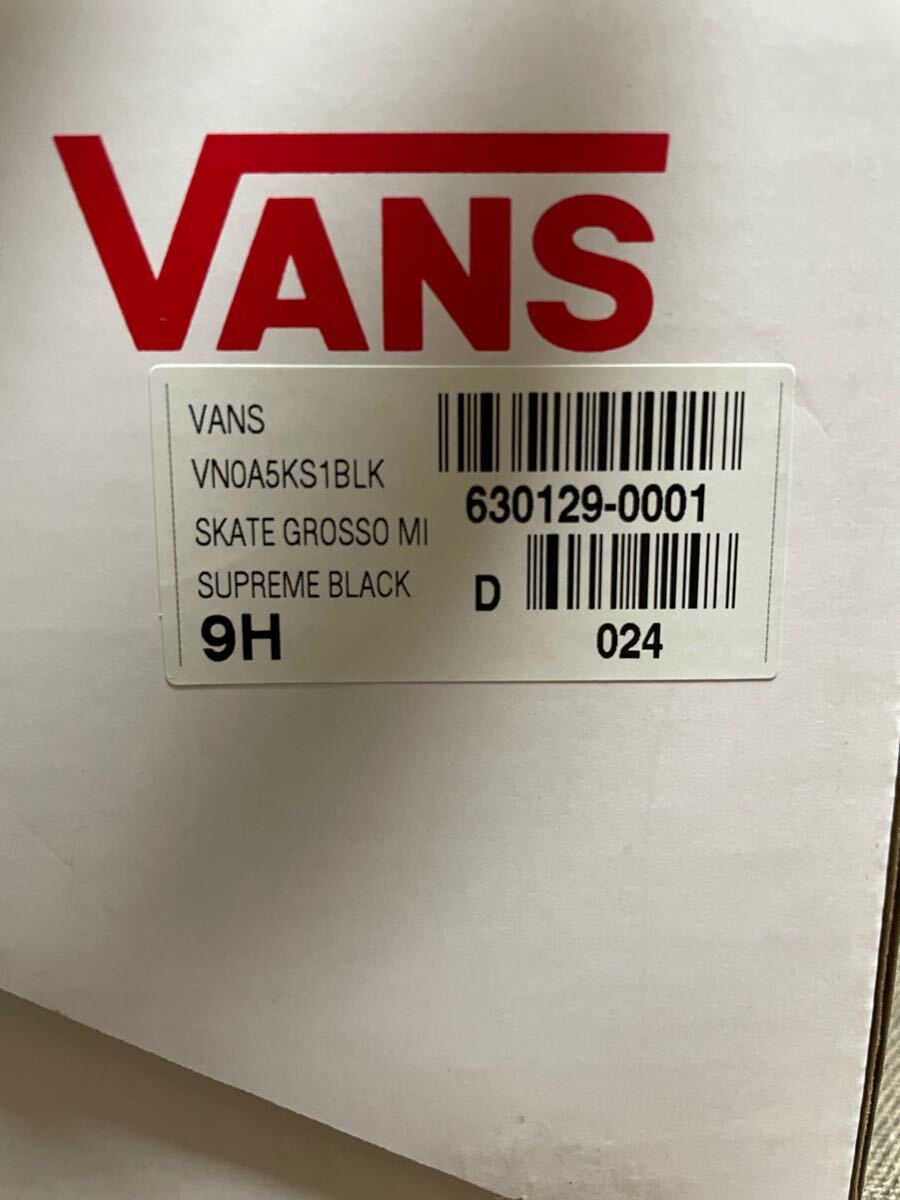 VANS
VANS
VN0A5KS1BLK
SKATE GROSSO MI
SUPREME BLACK
9H
630129-0001
D
024